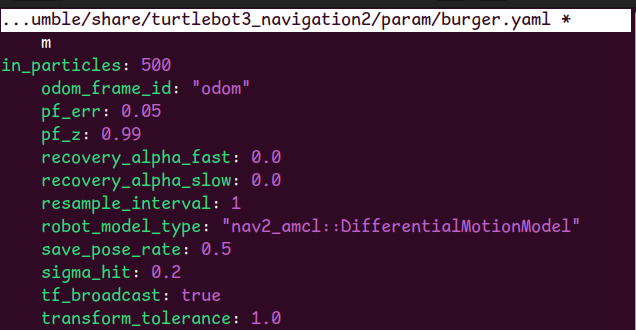 ...umble/share/turtlebot3_navigation2/param/burger.yaml *
m
in_particles: 500
odom_frame_id: "odom"
pf_err: 0.05
pf_z: 0.99
recovery_alpha_fast: 0.0
recovery_alpha_slow: 0.0
resample_interval: 1
robot_model_type: "nav2_amcl::DifferentialMotionModel"
save_pose_rate: 0.5
sigma_hit: 0.2
tf_broadcast: true
transform_tolerance: 1.0